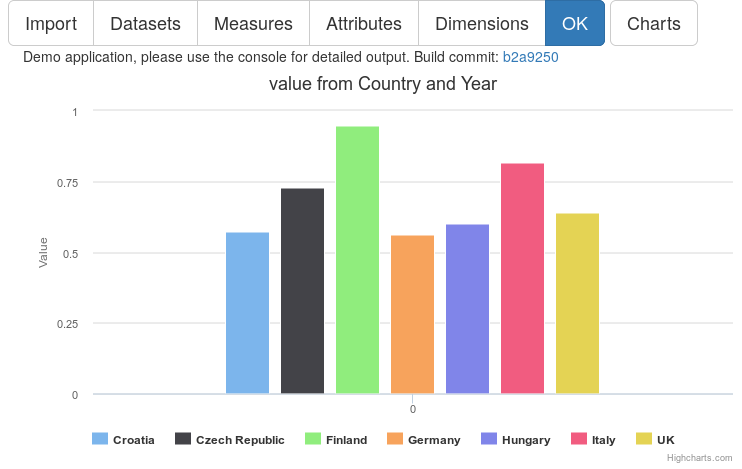 Import Datasets Measures Attributes Dimensions OK Charts
Demo application, please use the console for detailed output. Build commit: b2a9250
value from Country and Year
1
0.75
0.5
0.25
0
Value
0
Croatia Czech Republic Finland Germany Hungary Italy UK
Highcharts.com